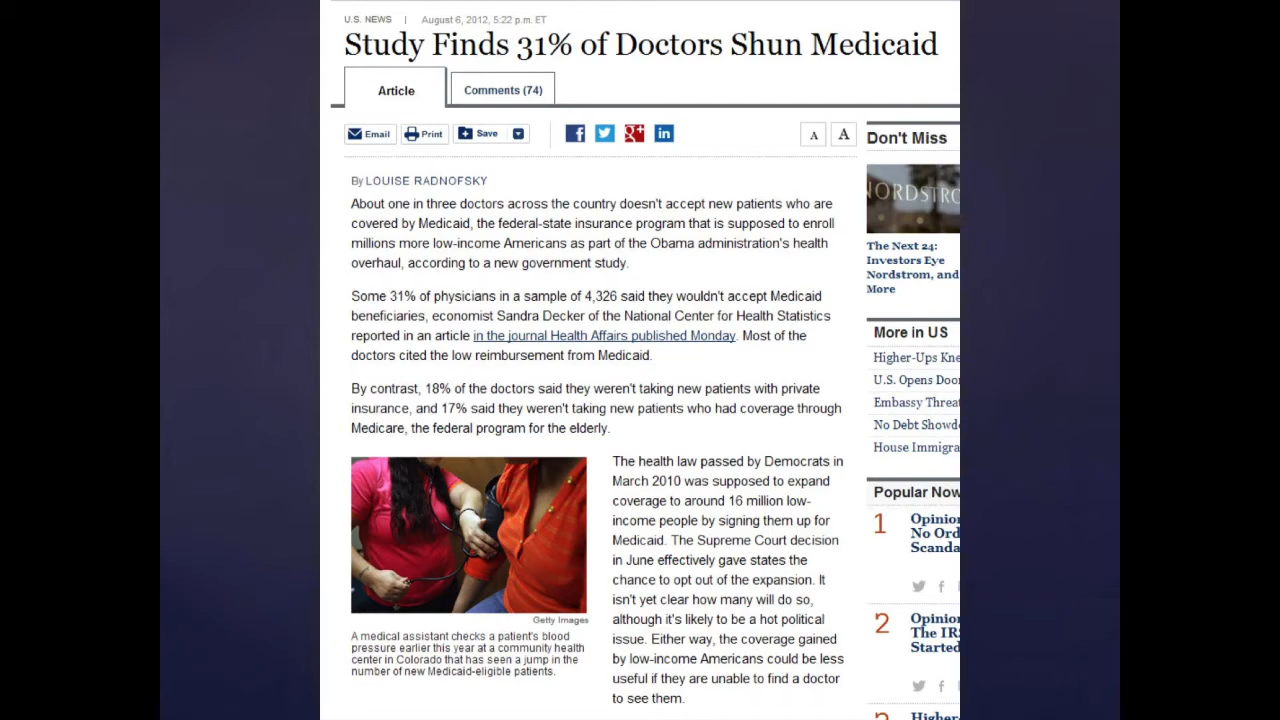 U.S. NEWS | August 6, 2012, 5:22 p.m. ET
Study Finds 31% of Doctors Shun Medicaid
Article
Comments (74)
Email
Print
Save
A A
By LOUISE RADNOFSKY
About one in three doctors across the country doesn't accept new patients who are
covered by Medicaid, the federal-state insurance program that is supposed to enroll
millions more low-income Americans as part of the Obama administration's health
overhaul, according to a new government study.
Some 31% of physicians in a sample of 4,326 said they wouldn't accept Medicaid
beneficiaries, economist Sandra Decker of the National Center for Health Statistics
reported in an article in the journal Health Affairs published Monday. Most of the
doctors cited the low reimbursement from Medicaid.
By contrast, 18% of the doctors said they weren't taking new patients with private
insurance, and 17% said they weren't taking new patients who had coverage through
Medicare, the federal program for the elderly.
Getty Images
A medical assistant checks a patient's blood
pressure earlier this year at a community health
center in Colorado that has seen a jump in the
number of new Medicaid-eligible patients.
The health law passed by Democrats in
March 2010 was supposed to expand
coverage to around 16 million low-
income people by signing them up for
Medicaid. The Supreme Court decision
in June effectively gave states the
chance to opt out of the expansion. It
isn't yet clear how many will do so,
although it's likely to be a hot political
issue. Either way, the coverage gained
by low-income Americans could be less
useful if they are unable to find a doctor
to see them.
Don't Miss
NORDSTRO
The Next 24:
Investors Eye
Nordstrom, and
More
More in US
Higher-Ups Kne
U.S. Opens Doo
Embassy Threa
No Debt Showd
House Immigra
Popular Now
1
Opinion
No Ord
Scanda
2
Opinion
The IR
Started
Higher